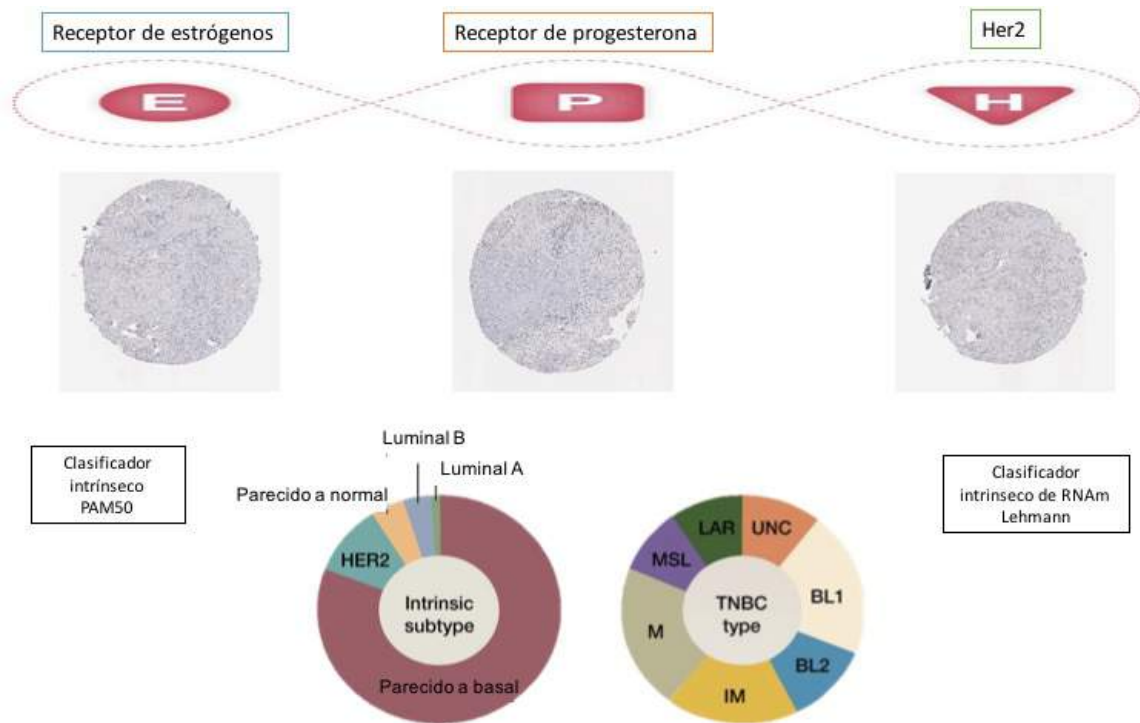 Receptor de estrógenos
Receptor de progesterona
Her2
E
P
H
Clasificador
intrínseco
PAM50
Luminal B
Luminal A
Parecido a normal
HER2
Intrinsic
subtype
Parecido a basal
LAR
UNC
MSL
BL1
TNBC
type
M
BL2
IM
Clasificador
intrinseco de RNAm
Lehmann